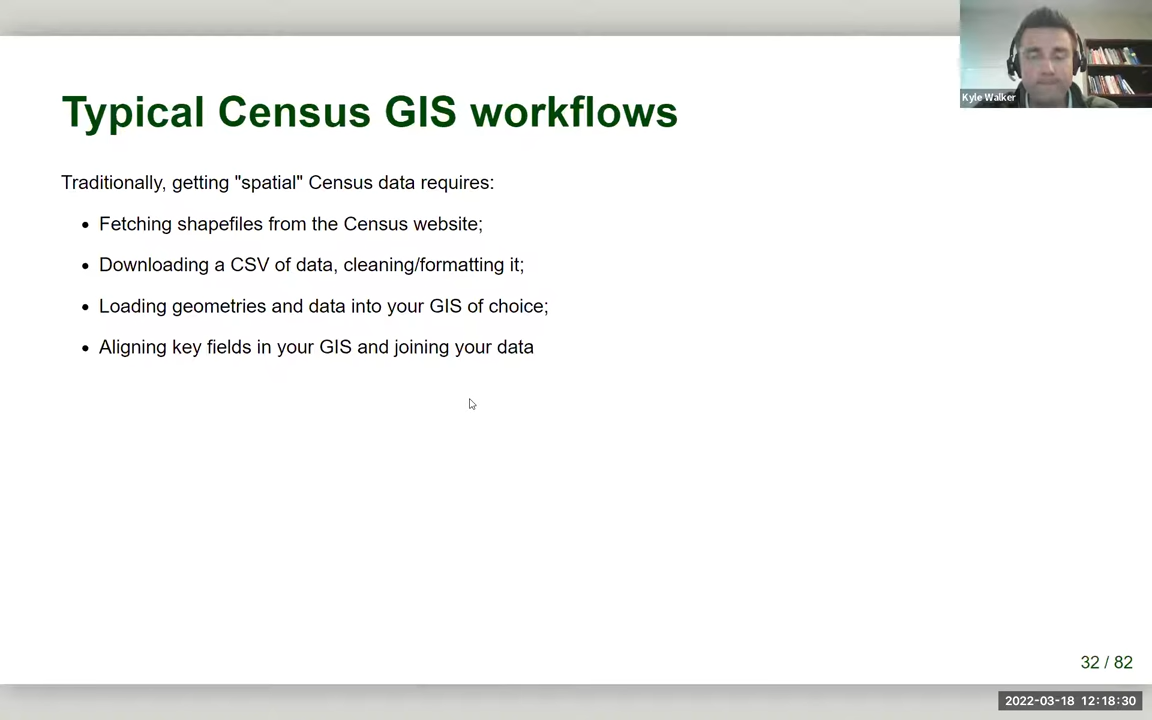 Kyle Walker
Typical Census GIS workflows
Traditionally, getting "spatial" Census data requires:
• Fetching shapefiles from the Census website;
• Downloading a CSV of data, cleaning/formatting it;
• Loading geometries and data into your GIS of choice;
• Aligning key fields in your GIS and joining your data
32 / 82
2022-03-18 12:18:30